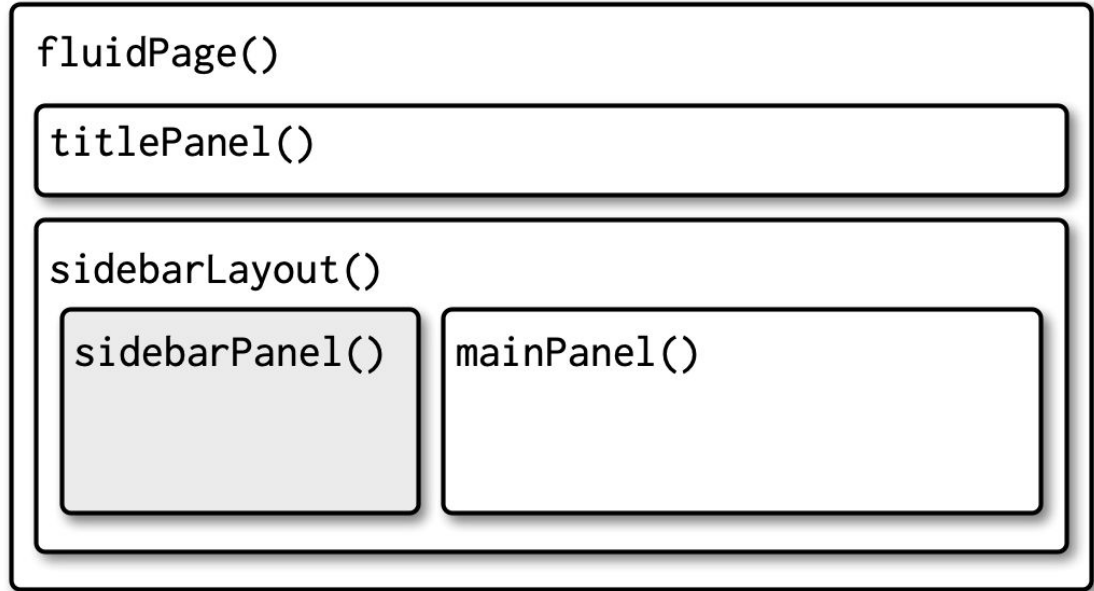 fluidPage()
titlePanel()
sidebarLayout()
sidebarPanel()
mainPanel()